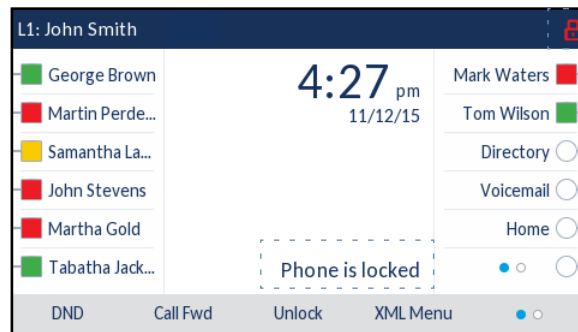 L1: John Smith
George Brown
Martin Perde...
Samantha La...
John Stevens
Martha Gold
Tabatha Jack...
4:27 pm
11/12/15
Phone is locked
Mark Waters
Tom Wilson
Directory
Voicemail
Home
DND Call Fwd Unlock XML Menu